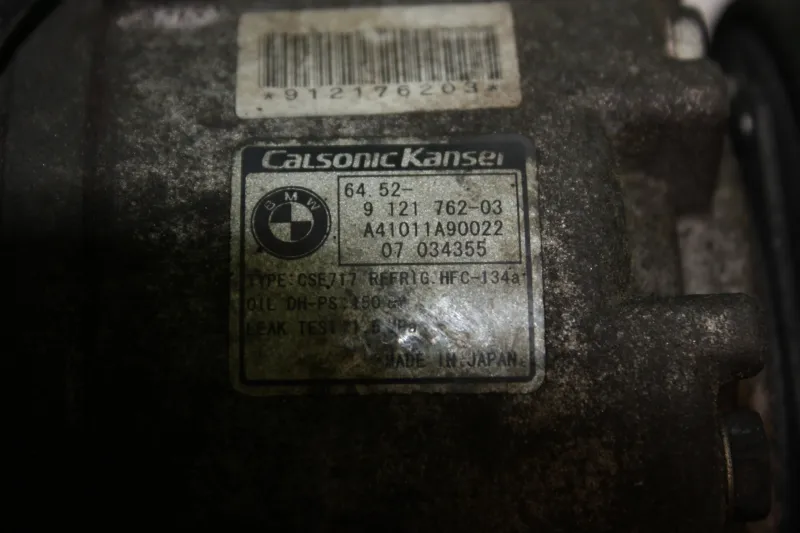 *912176203*
CALSONIC KANSEI
BMW
64 52-
9 121 762-03
A41011A90022
07 034355
TYPE:CSE717 REFRIG.HFC-134a
OIL DH-PS:150
LEAK TEST
MADE IN JAPAN.